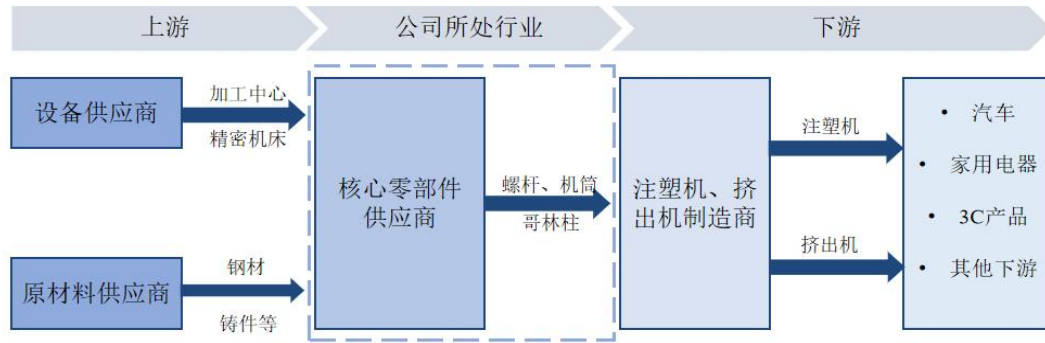 上游
公司所处行业
下游
设备供应商
加工中心
精密机床
原材料供应商
钢材
铸件等
核心零部件
供应商
螺杆、机筒
哥林柱
注塑机、挤
出机制造商
注塑机
挤出机
• 汽车
• 家用电器
• 3C产品
• 其他下游